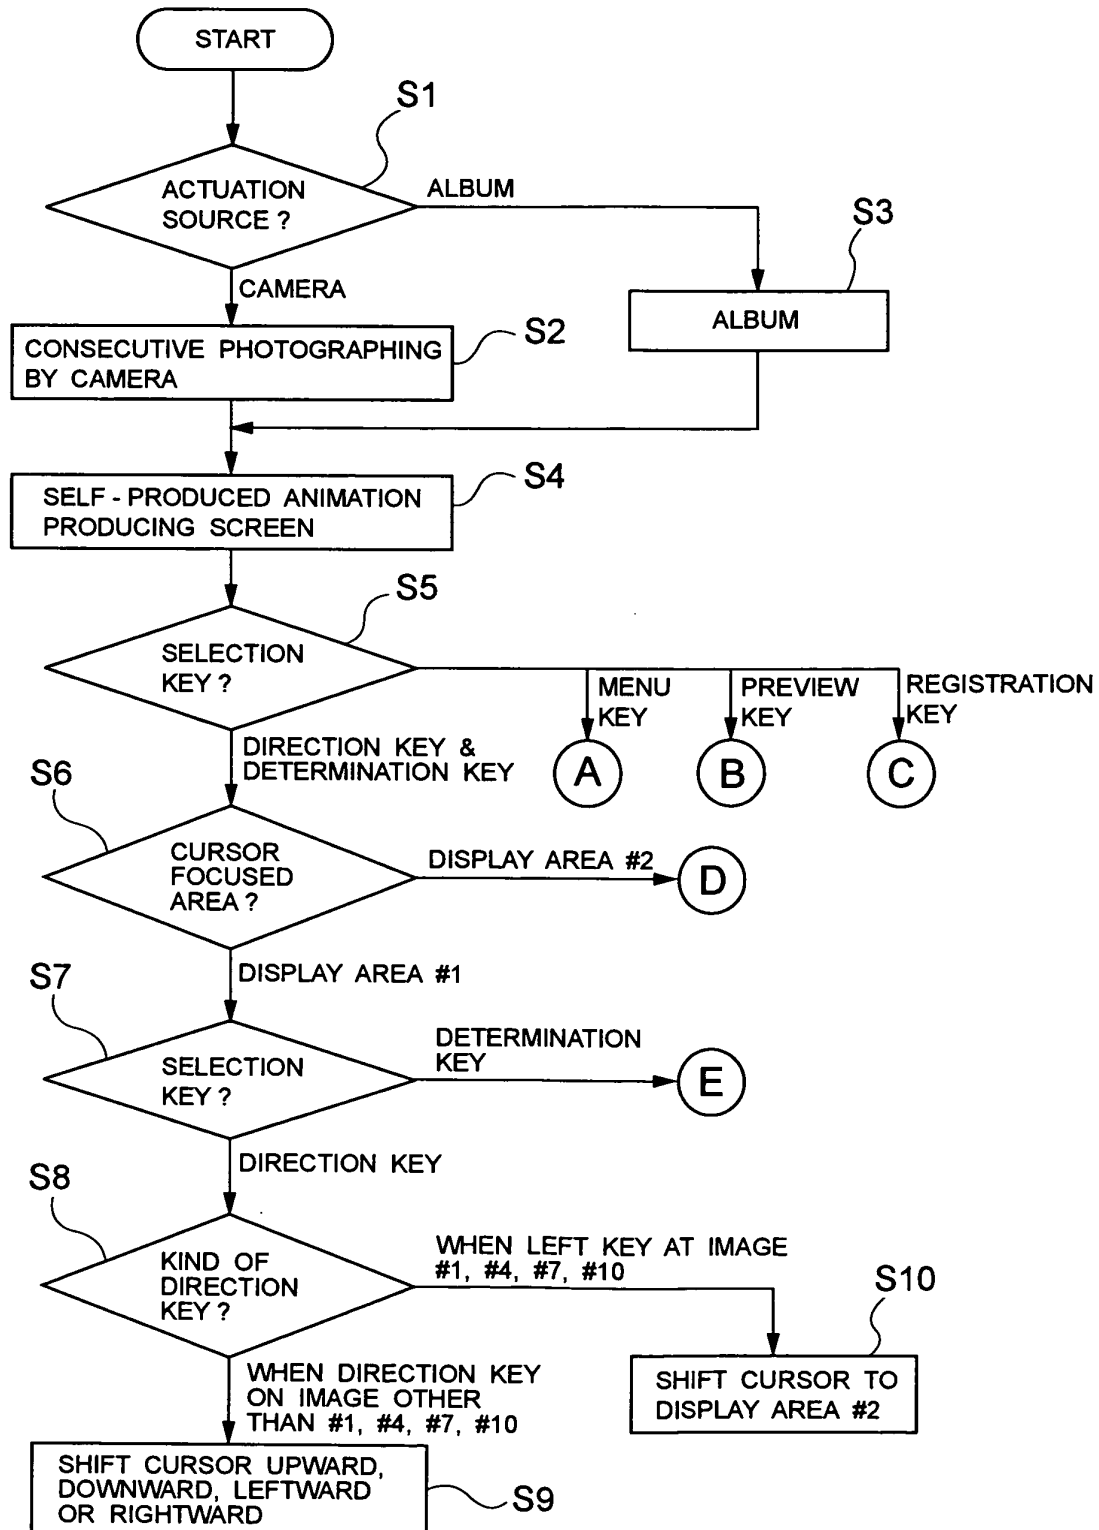 START
S1
ACTUATION
SOURCE ?
ALBUM
S3
CAMERA
ALBUM
S2
CONSECUTIVE PHOTOGRAPHING
BY CAMERA
S4
SELF - PRODUCED ANIMATION
PRODUCING SCREEN
S5
SELECTION
KEY ?
MENU
KEY
PREVIEW
KEY
REGISTRATION
KEY
DIRECTION KEY &
DETERMINATION KEY
A
B
C
S6
CURSOR
FOCUSED
AREA ?
DISPLAY AREA #2
D
DISPLAY AREA #1
S7
SELECTION
KEY ?
DETERMINATION
KEY
E
DIRECTION KEY
S8
KIND OF
DIRECTION
KEY ?
WHEN LEFT KEY AT IMAGE
#1, #4, #7, #10
S10
SHIFT CURSOR TO
DISPLAY AREA #2
WHEN DIRECTION KEY
ON IMAGE OTHER
THAN #1, #4, #7, #10
SHIFT CURSOR UPWARD,
DOWNWARD, LEFTWARD
OR RIGHTWARD
S9